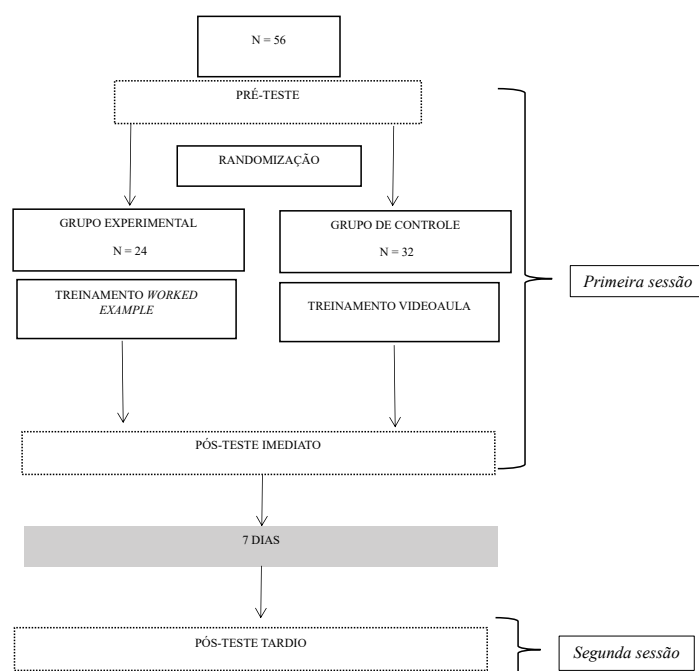 N = 56
PRÉ-TESTE
RANDOMIZAÇÃO
GRUPO EXPERIMENTAL
N = 24
GRUPO DE CONTROLE
N = 32
Primeira sessão
TREINAMENTO WORKED
EXAMPLE
TREINAMENTO VIDEOAULA
PÓS-TESTE IMEDIATO
7 DIAS
PÓS-TESTE TARDIO
Segunda sessão